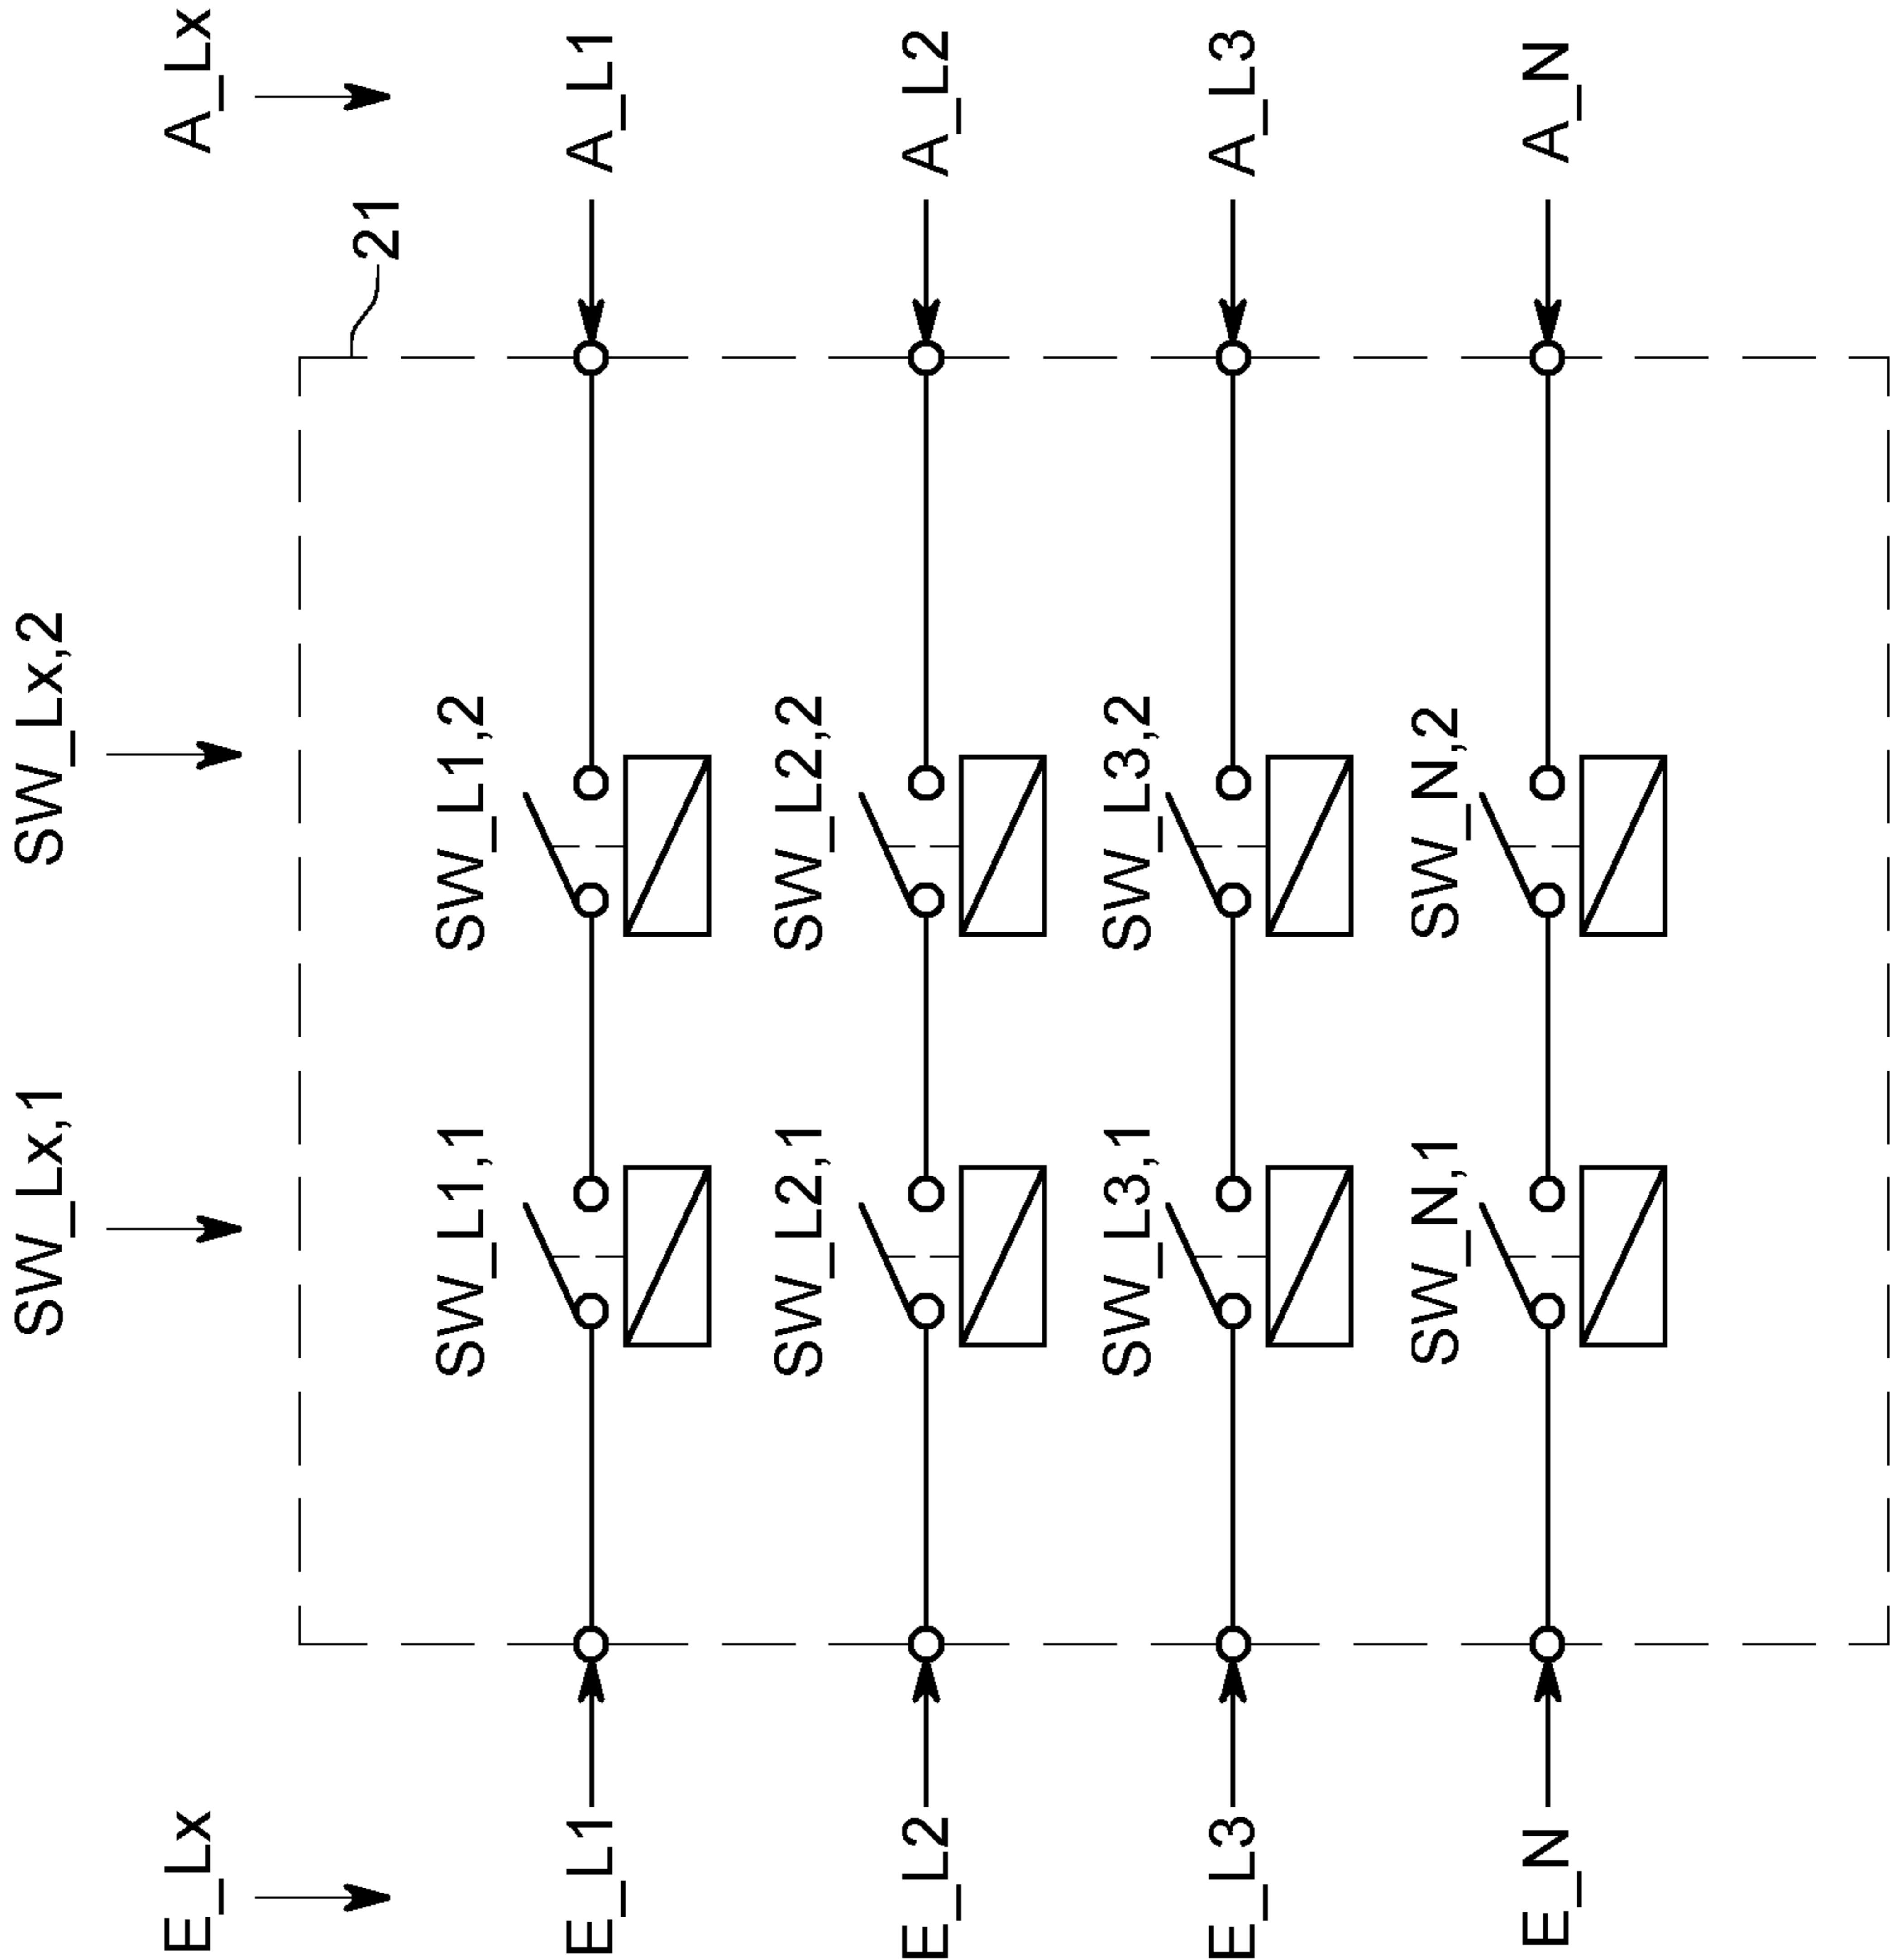 SW_Lx,1
SW_Lx,2
E_Lx
A_Lx
21
SW_L1,1
SW_L1,2
E_L1
A_L1
SW_L2,1
SW_L2,2
E_L2
A_L2
SW_L3,1
SW_L3,2
E_L3
A_L3
SW_N,1
SW_N,2
E_N
A_N